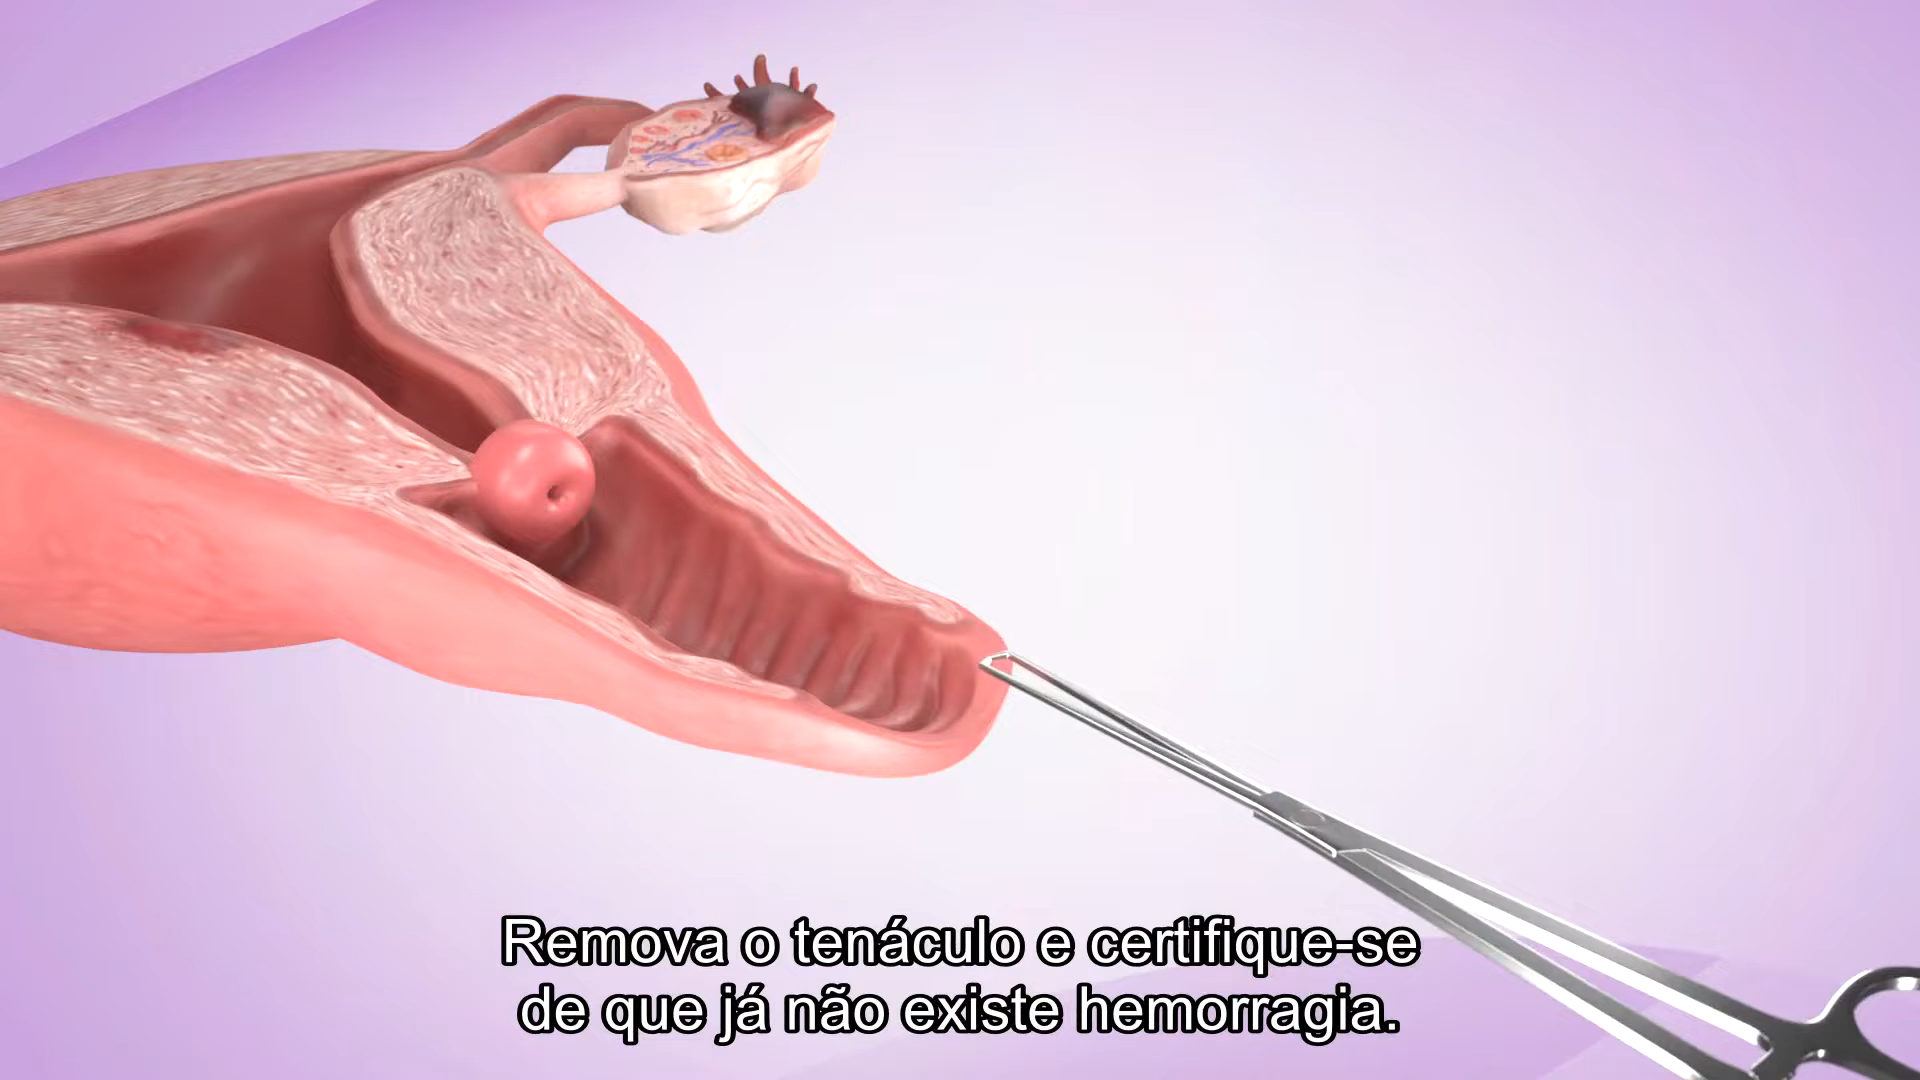 Remova o tenáculo e certifique-se
de que já não existe hemorragia.